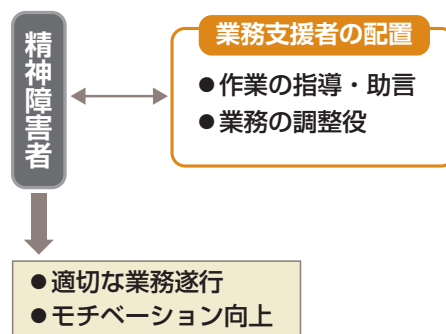 精神障害者
業務支援者の配置
●作業の指導・助言
●業務の調整役
●適切な業務遂行
●モチベーション向上